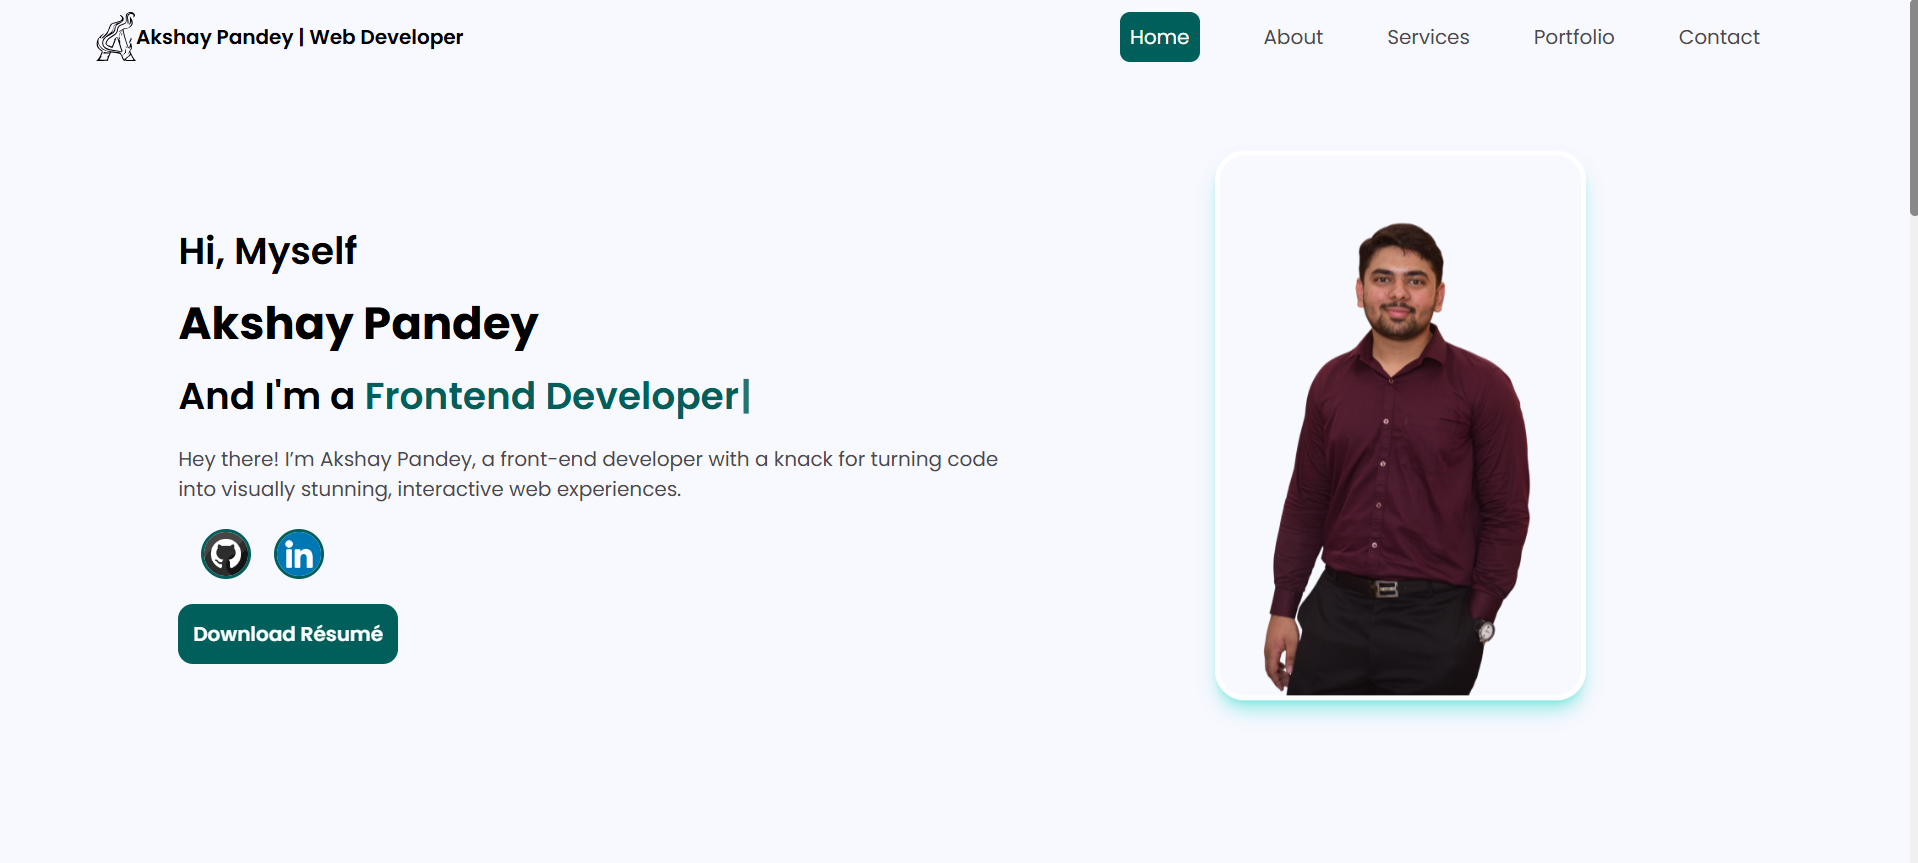 Akshay Pandey | Web Developer
Home
About
Services
Portfolio
Contact
Hi, Myself
Akshay Pandey
And I'm a Frontend Developer|
Hey there! I’m Akshay Pandey, a front-end developer with a knack for turning code
into visually stunning, interactive web experiences.
in
Download Résumé